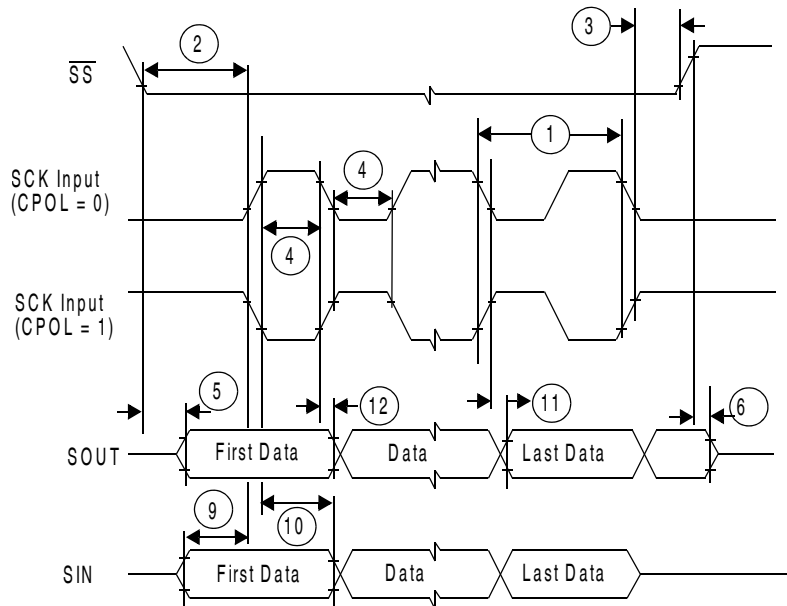 2
3
SS
1
SCK Input
(CPOL = 0)
4
4
SCK Input
(CPOL = 1)
5
12
11
6
SOUT
First Data
Data
Last Data
9
10
SIN
First Data
Data
Last Data